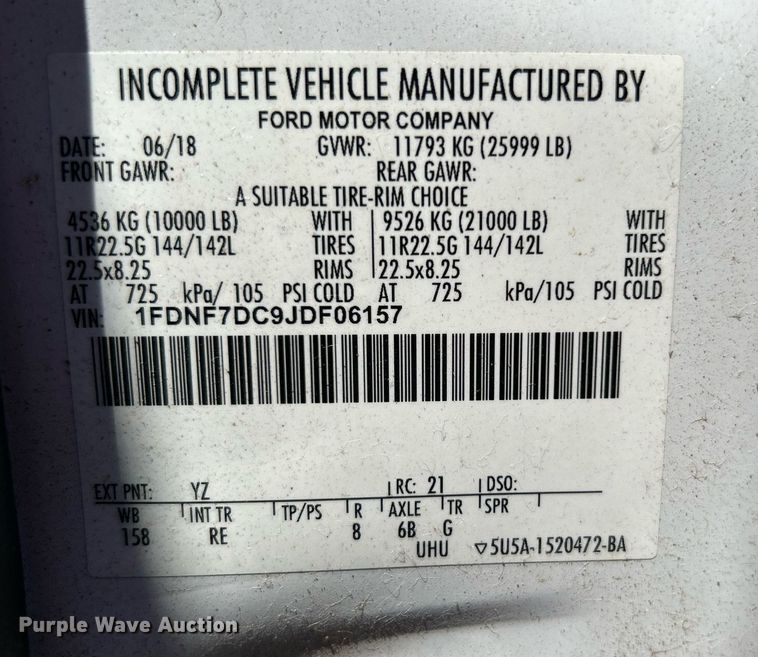 INCOMPLETE VEHICLE MANUFACTURED BY
FORD MOTOR COMPANY
DATE: 06/18 GVWR: 11793 KG (25999 LB)
FRONT GAWR: REAR GAWR:
A SUITABLE TIRE-RIM CHOICE
4536 KG (10000 LB) WITH 9526 KG (21000 LB) WITH
11R22.5G 144/142L TIRES 11R22.5G 144/142L TIRES
22.5x8.25 RIMS 22.5x8.25 RIMS
AT 725 kPa/ 105 PSI COLD AT 725 kPa/105 PSI COLD
VIN: 1FDNF7DC9JDF06157
EXT PNT: YZ RC: 21 DSO:
WB INT TR TP/PS R AXLE TR SPR
158 RE 8 6B G
UHU ▽5U5A-1520472-BA
Purple Wave Auction